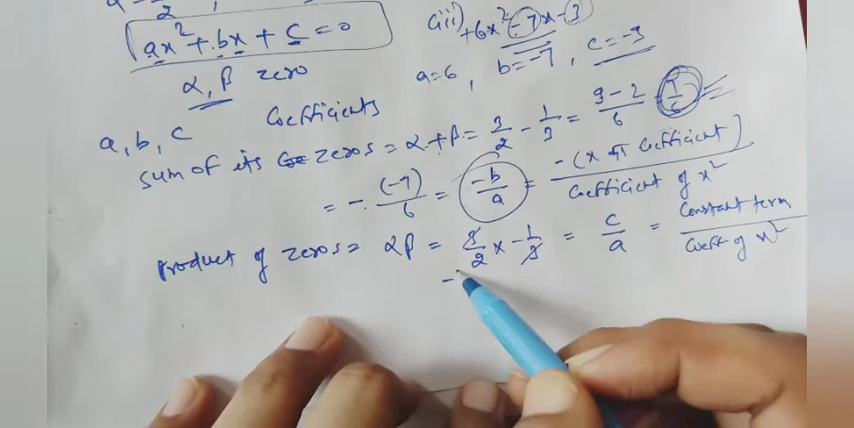 2
ax² + bx + c = 0
α, β zero
(iii) +6x² - 7x - 3
a=6, b=-7, c=-3
a, b, c Coefficients
sum of its zeros = α+β = 3/2 - 1/3 = 9-2/6 = 7/6
= - (-7)/6 = -b/a = -(x Coefficient)/Coefficient of x²
product of zeros = αβ = 3/2 x -1/3 = c/a = Constant term/Coeff of x²
-